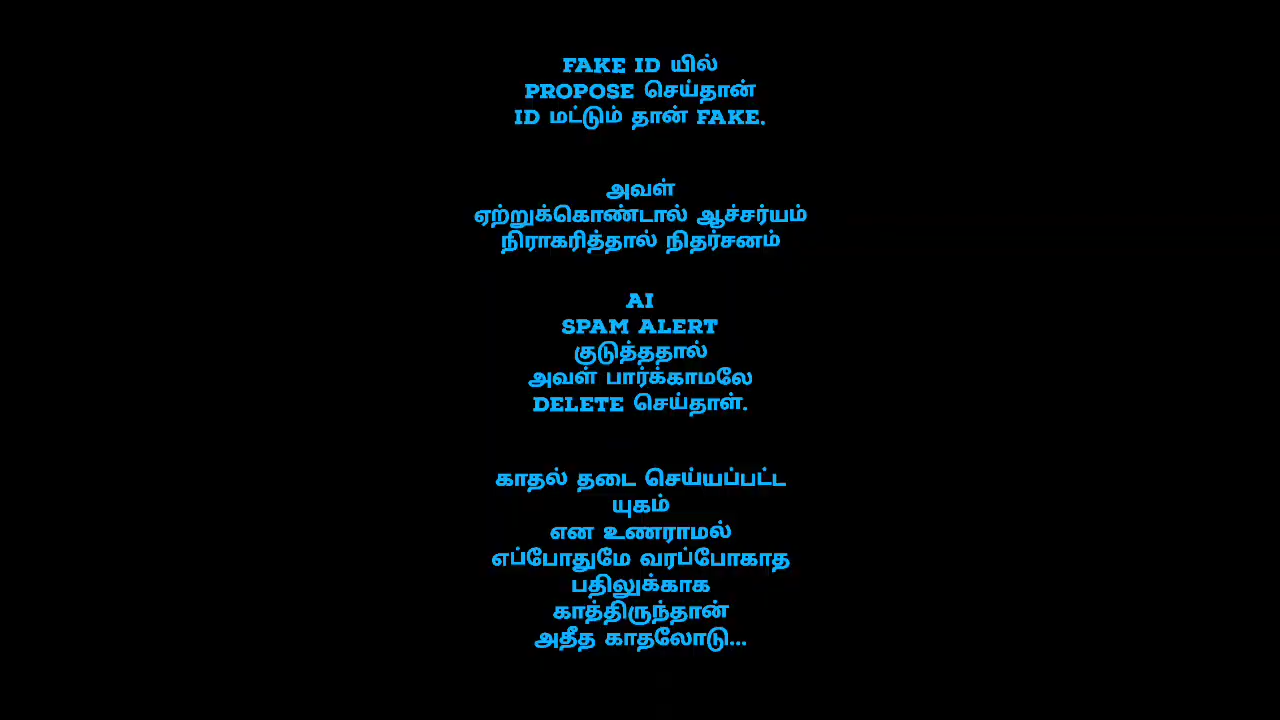 FAKE ID யில்
PROPOSE செய்தான்
ID மட்டும் தான் FAKE.
அவள்
ஏற்றுக்கொண்டால் ஆச்சர்யம்
நிராகரித்தால் நிதர்சனம்
AI
SPAM ALERT
குடுத்ததால்
அவள் பார்க்காமலே
DELETE செய்தாள்.
காதல் தடை செய்யப்பட்ட
யுகம்
என உணராமல்
எப்போதுமே வரப்போகாத
பதிலுக்காக
காத்திருந்தான்
அதீத காதலோடு...